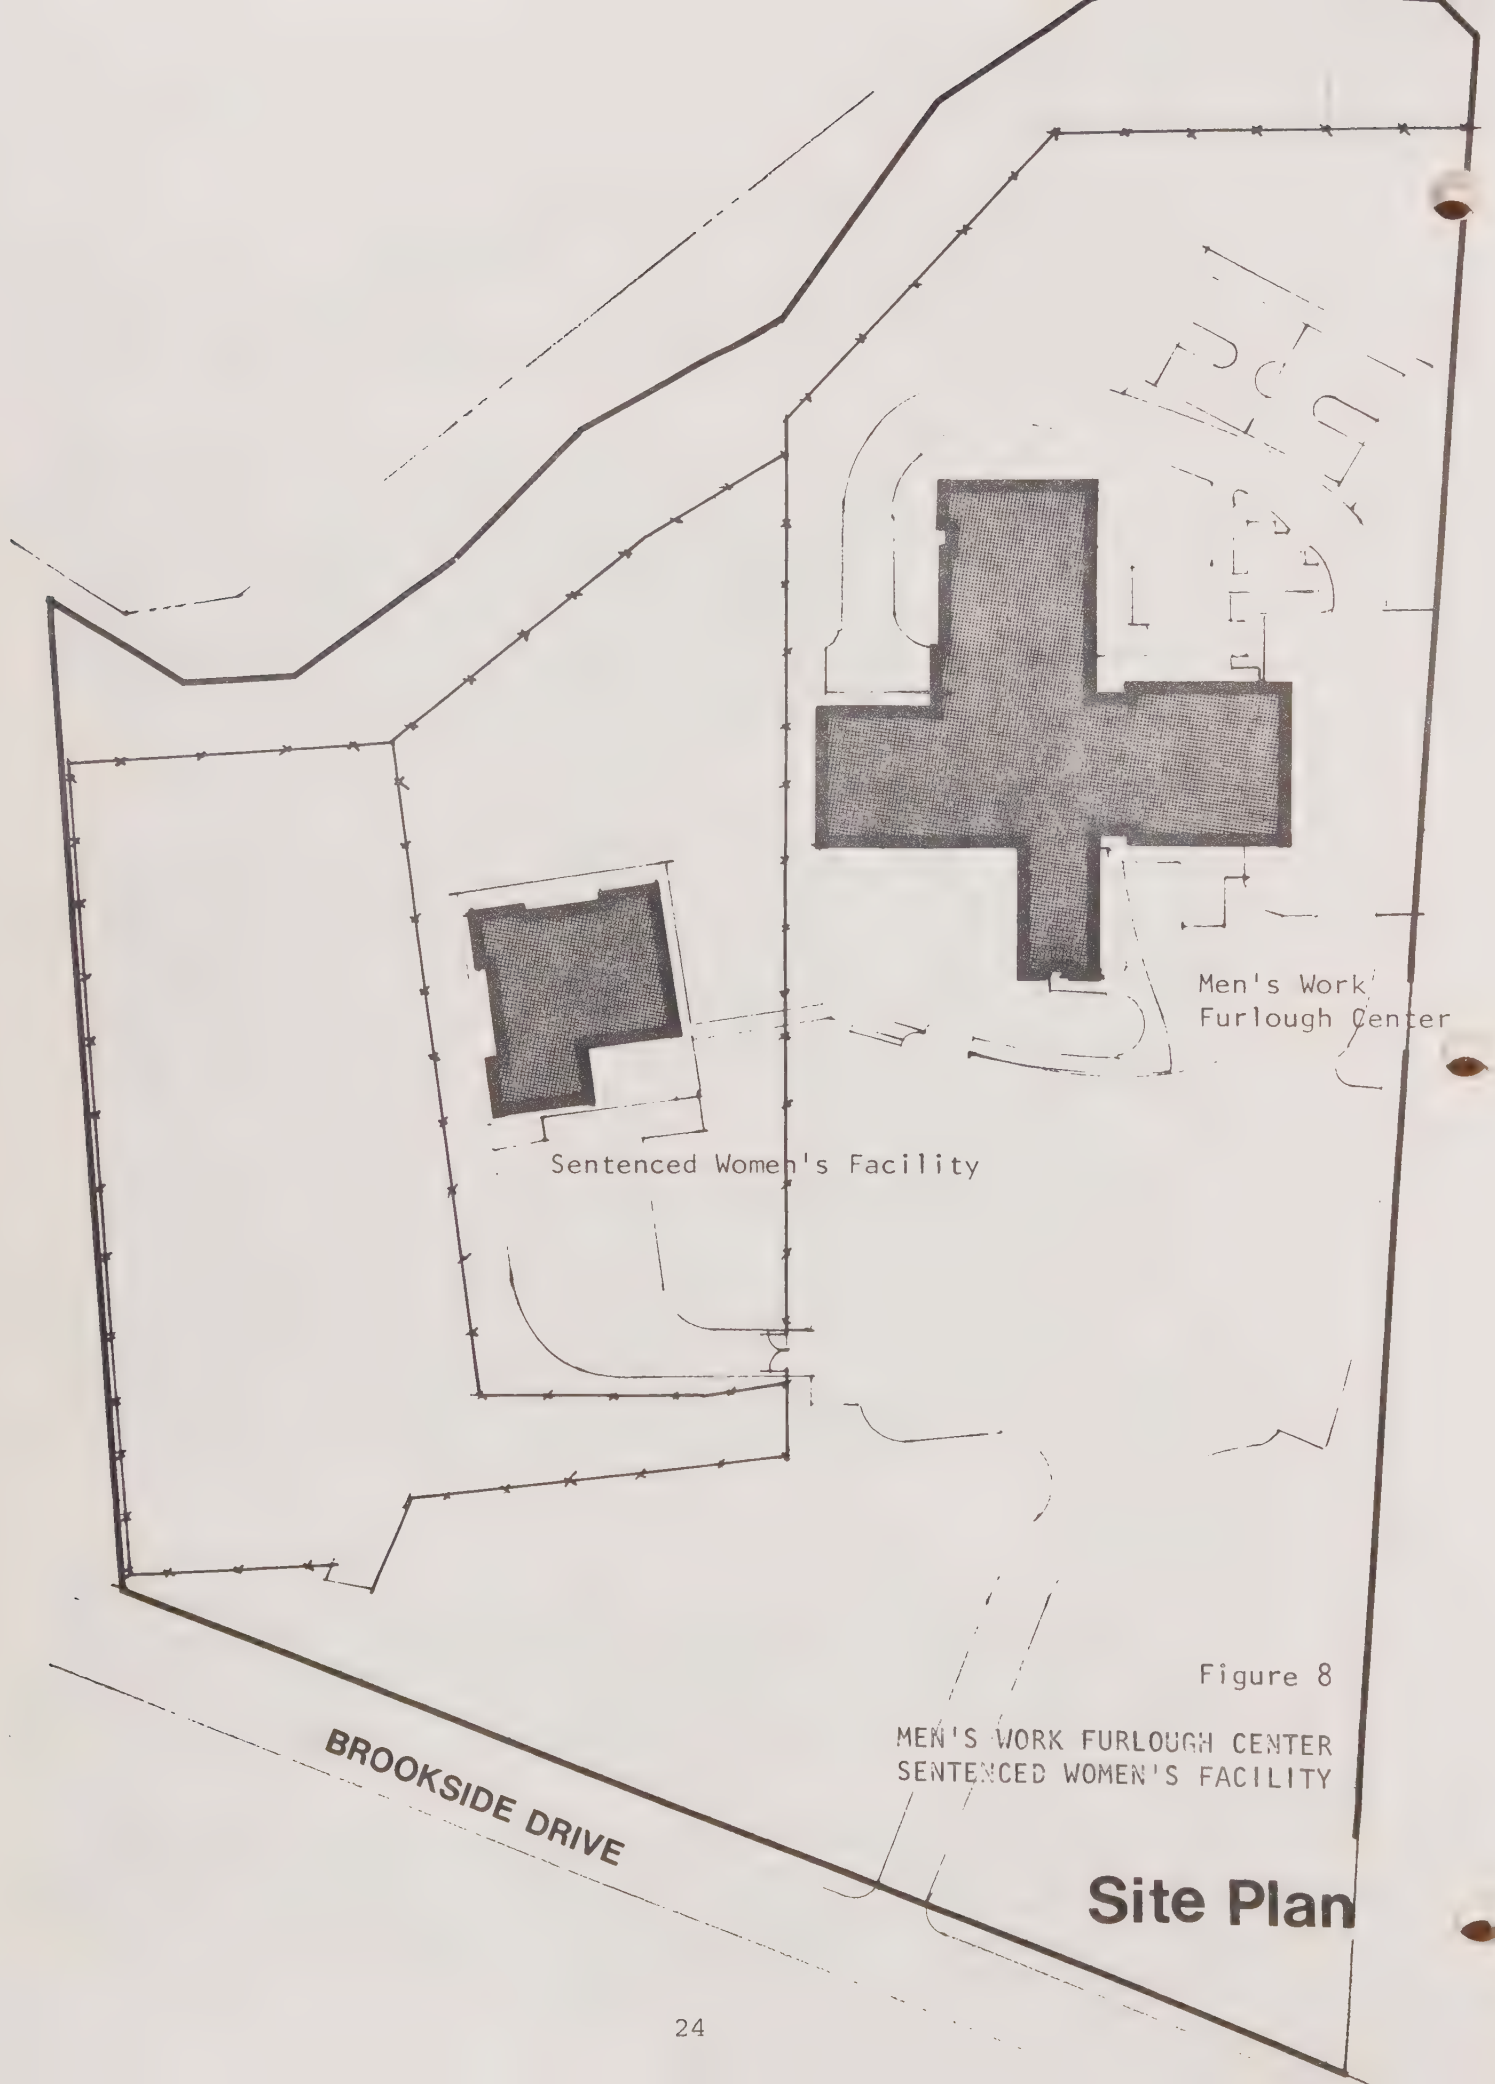 Men's Work
Furlough Center
Sentenced Women's Facility
Figure 8
MEN'S WORK FURLOUGH CENTER
SENTENCED WOMEN'S FACILITY
BROOKSIDE DRIVE
Site Plan
24